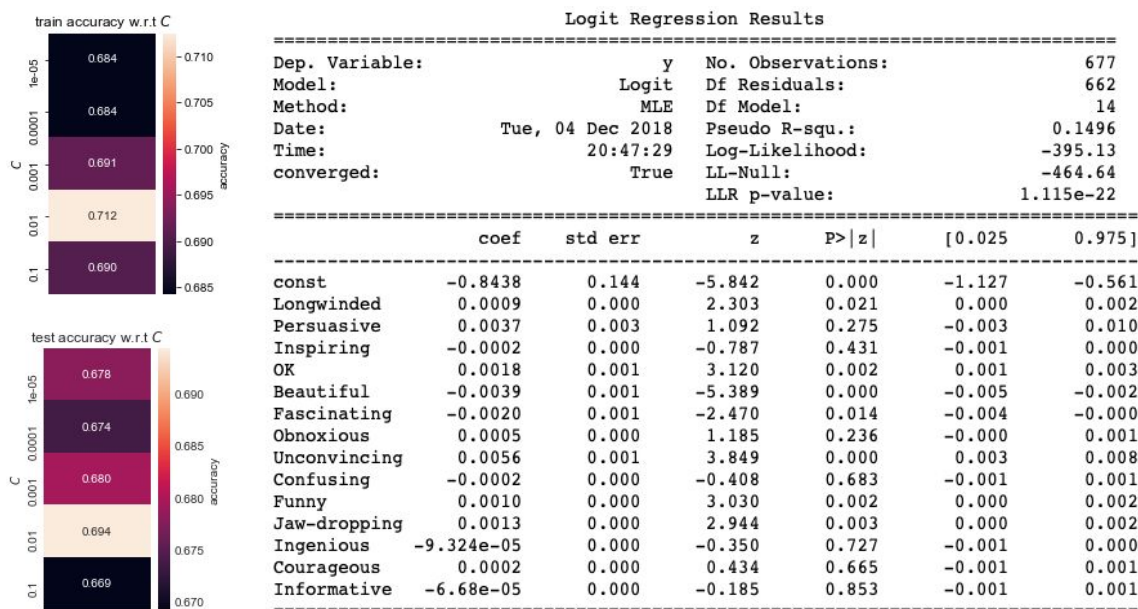 train accuracy w.r.t C
1e-05 0.684
0.0001 0.684
0.001 0.691
0.01 0.712
0.1 0.690
C
0.710
0.705
0.700
0.695
0.690
0.685
accuracy
test accuracy w.r.t C
1e-05 0.678
0.0001 0.674
0.001 0.680
0.01 0.694
0.1 0.669
C
0.690
0.685
0.680
0.675
0.670
accuracy
Logit Regression Results
Dep. Variable: y No. Observations: 677
Model: Logit Df Residuals: 662
Method: MLE Df Model: 14
Date: Tue, 04 Dec 2018 Pseudo R-squ.: 0.1496
Time: 20:47:29 Log-Likelihood: -395.13
converged: True LL-Null: -464.64
LLR p-value: 1.115e-22
coef std err z P>|z| [0.025 0.975]
const -0.8438 0.144 -5.842 0.000 -1.127 -0.561
Longwinded 0.0009 0.000 2.303 0.021 0.000 0.002
Persuasive 0.0037 0.003 1.092 0.275 -0.003 0.010
Inspiring -0.0002 0.000 -0.787 0.431 -0.001 0.000
OK 0.0018 0.001 3.120 0.002 0.001 0.003
Beautiful -0.0039 0.001 -5.389 0.000 -0.005 -0.002
Fascinating -0.0020 0.001 -2.470 0.014 -0.004 -0.000
Obnoxious 0.0005 0.000 1.185 0.236 -0.000 0.001
Unconvincing 0.0056 0.001 3.849 0.000 0.003 0.008
Confusing -0.0002 0.000 -0.408 0.683 -0.001 0.001
Funny 0.0010 0.000 3.030 0.002 0.000 0.002
Jaw-dropping 0.0013 0.000 2.944 0.003 0.000 0.002
Ingenious -9.324e-05 0.000 -0.350 0.727 -0.001 0.000
Courageous 0.0002 0.000 0.434 0.665 -0.001 0.001
Informative -6.68e-05 0.000 -0.185 0.853 -0.001 0.001